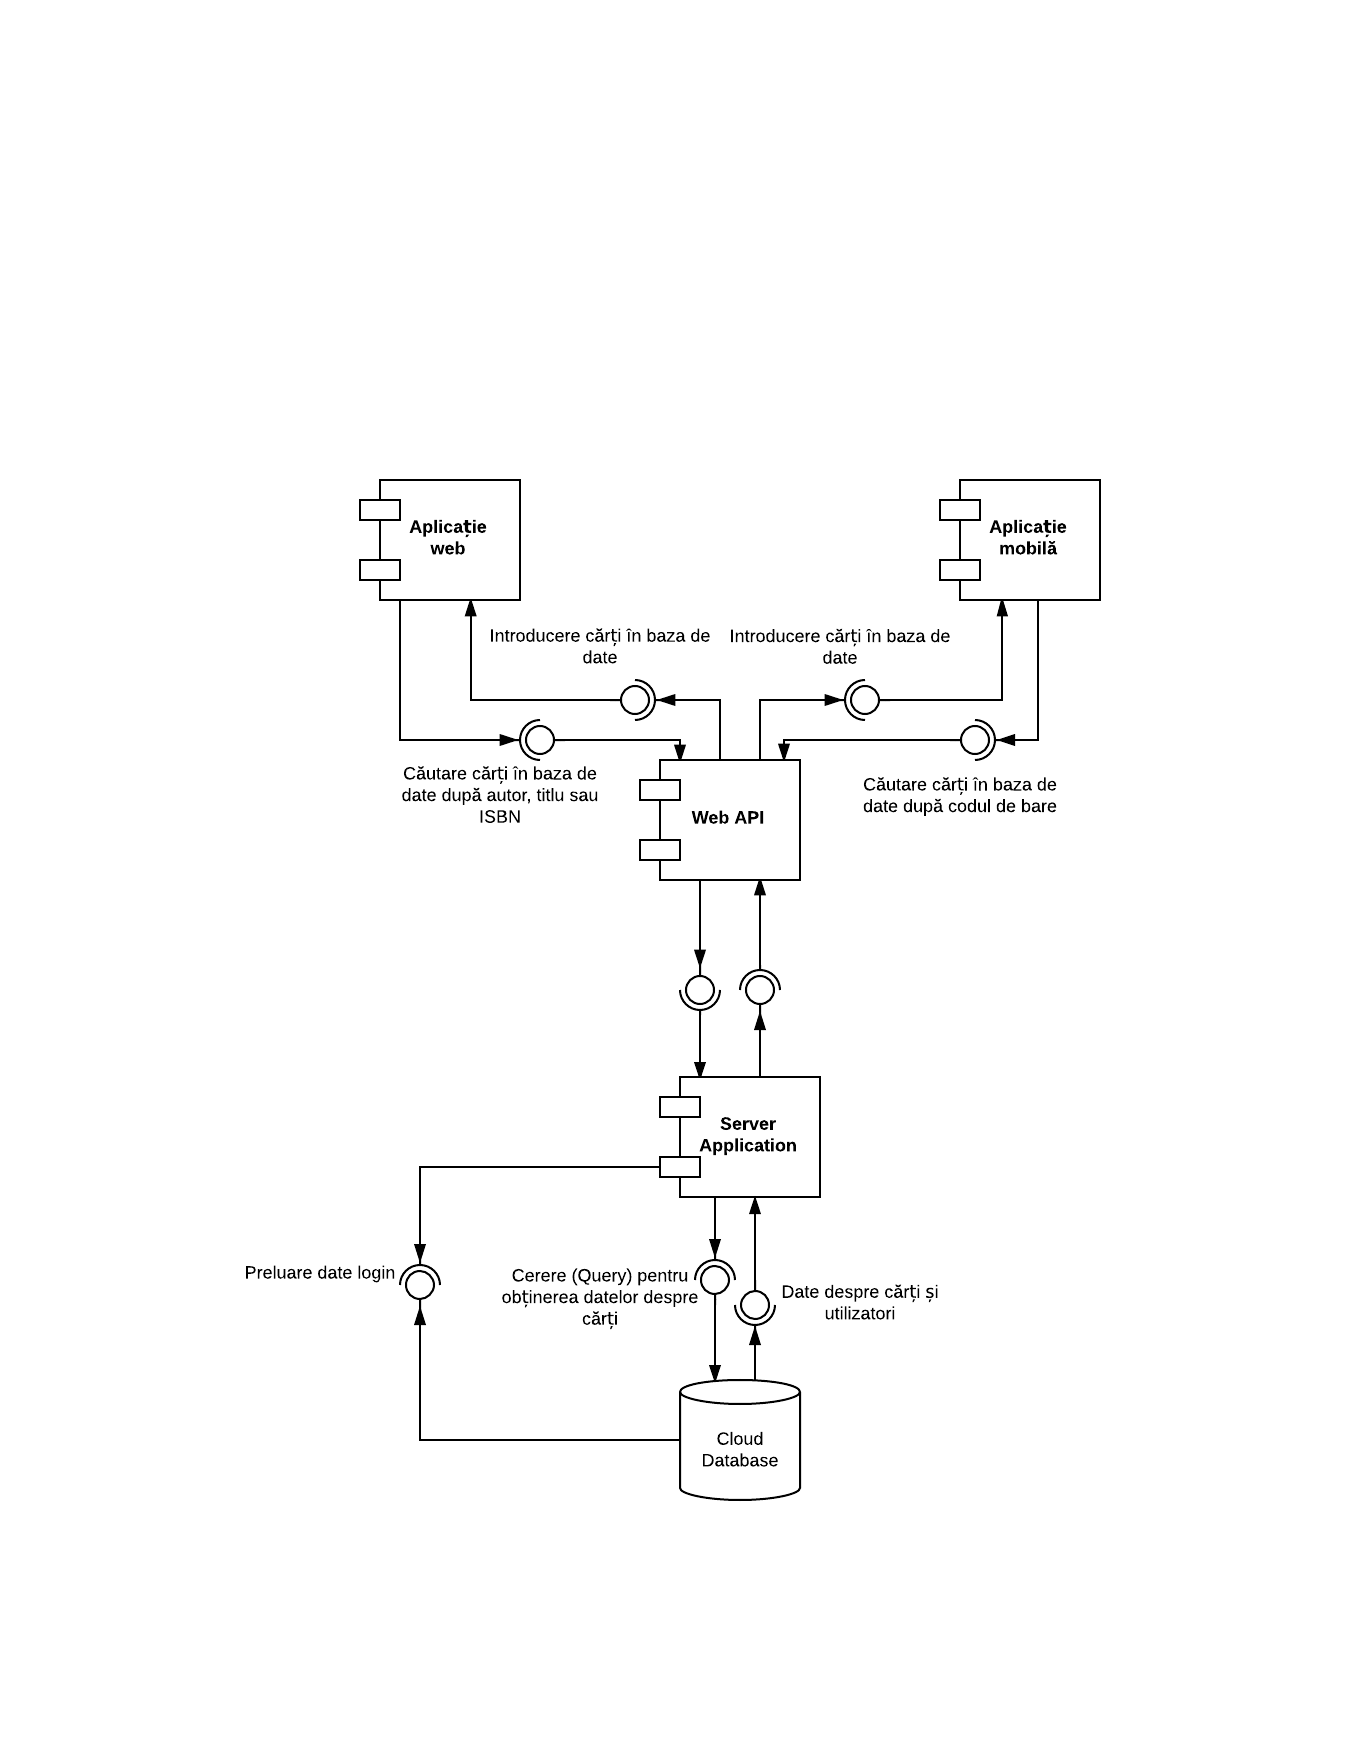 Aplicație
web
Aplicație
mobilă
Introducere cărți în baza de
date
Introducere cărți în baza de
date
Căutare cărți în baza de
date după autor, titlu sau
ISBN
Web API
Căutare cărți în baza de
date după codul de bare
Server
Application
Preluare date login
Cerere (Query) pentru
obținerea datelor despre
cărți
Date despre cărți și
utilizatori
Cloud
Database